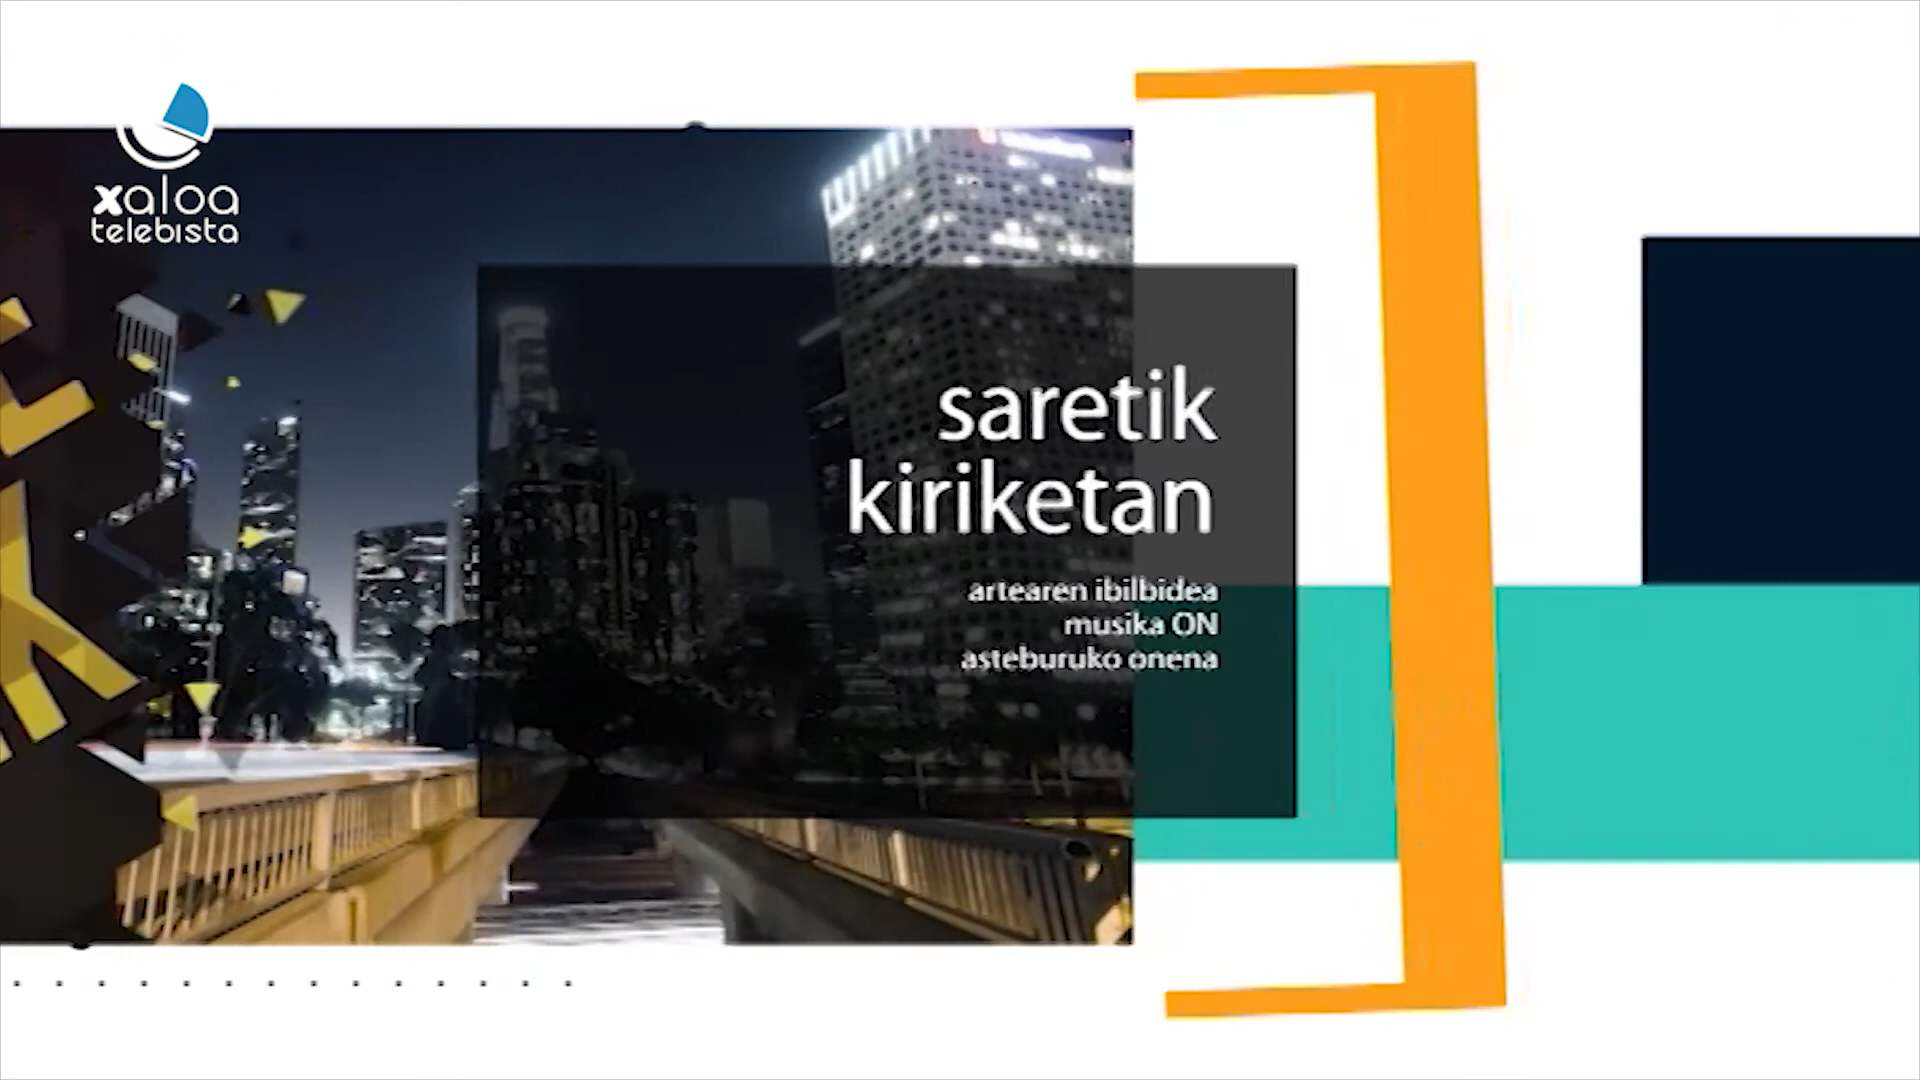 xaloa
telebista
saretik
kiriketan
artearen ibilbidea
musika ON
asteburuko onena